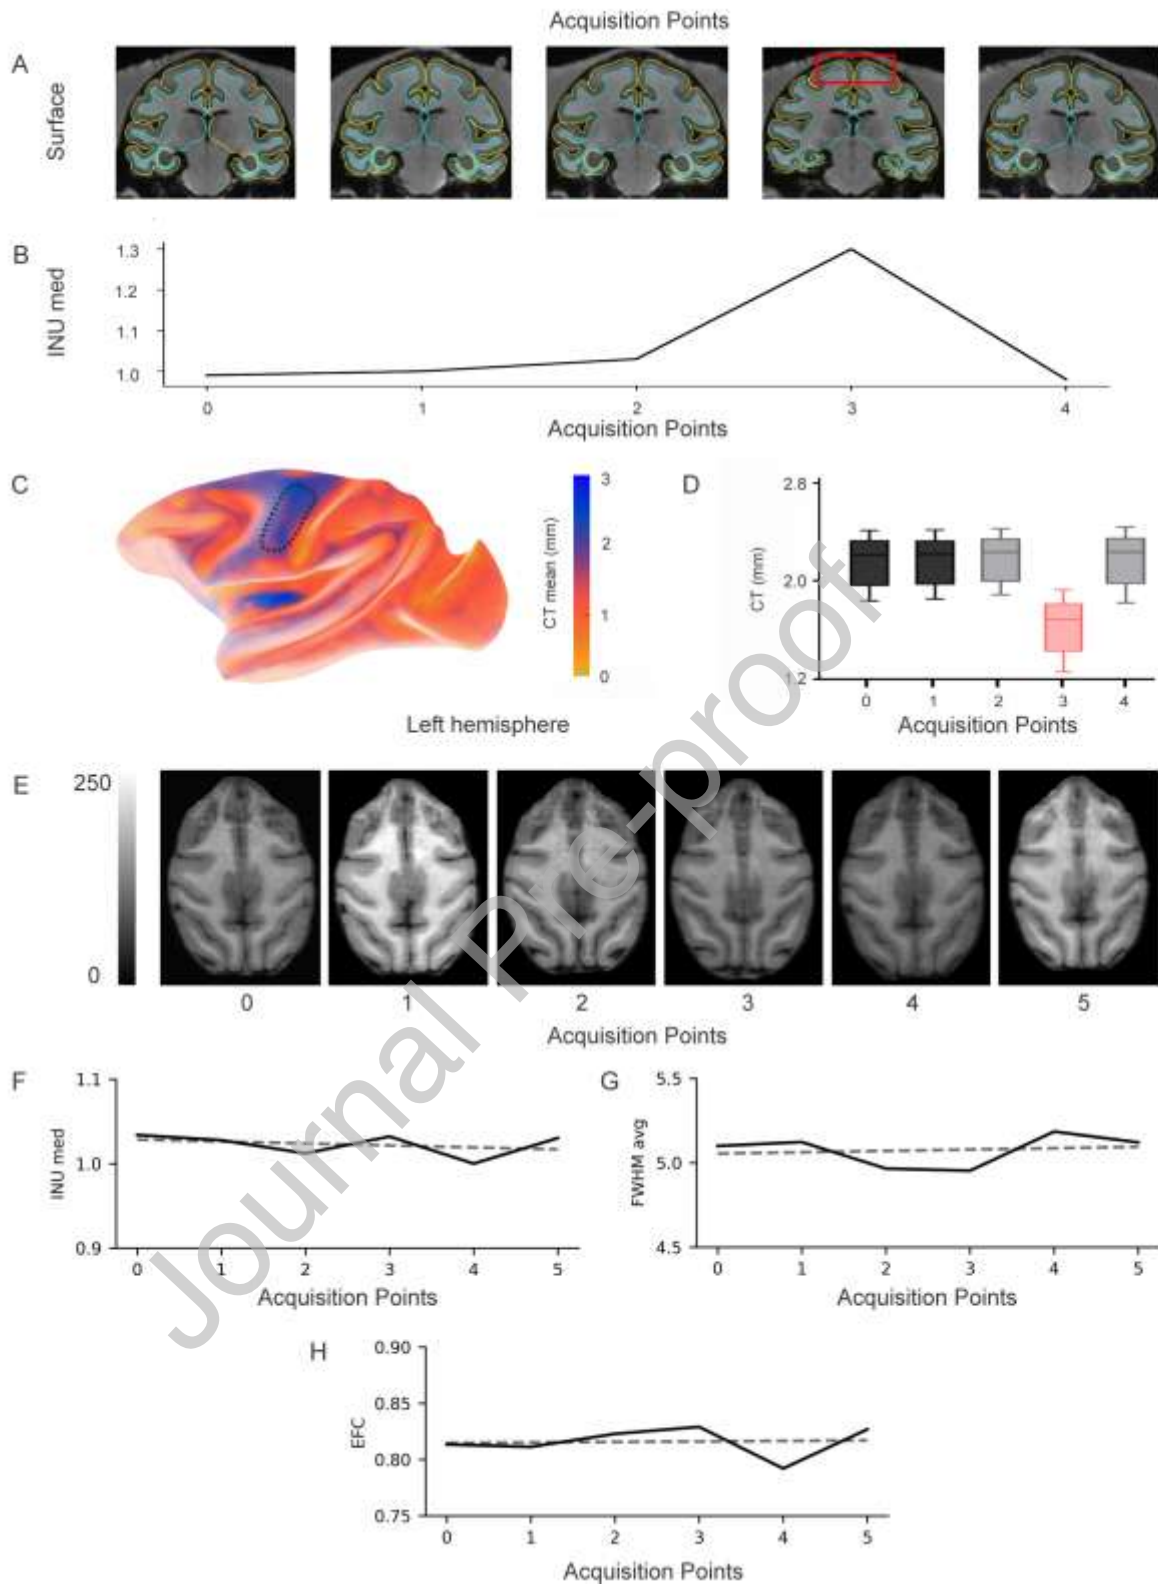 Acquisition Points
A
Surface
B
INU med
1.3
1.2
1.1
1.0
0 1 2 3 4
Acquisition Points
C
CT mean (mm)
3
2
1
0
Left hemisphere
D
CT (mm)
2.8
2.0
1.2
0 1 2 3 4
Acquisition Points
E
250
0
0 1 2 3 4 5
Acquisition Points
F
INU med
1.1
1.0
0.9
0 1 2 3 4 5
Acquisition Points
G
FWHM avg
5.5
5.0
4.5
0 1 2 3 4 5
Acquisition Points
H
EFC
0.90
0.85
0.80
0.75
0 1 2 3 4 5
Acquisition Points
Journal Pre-proof